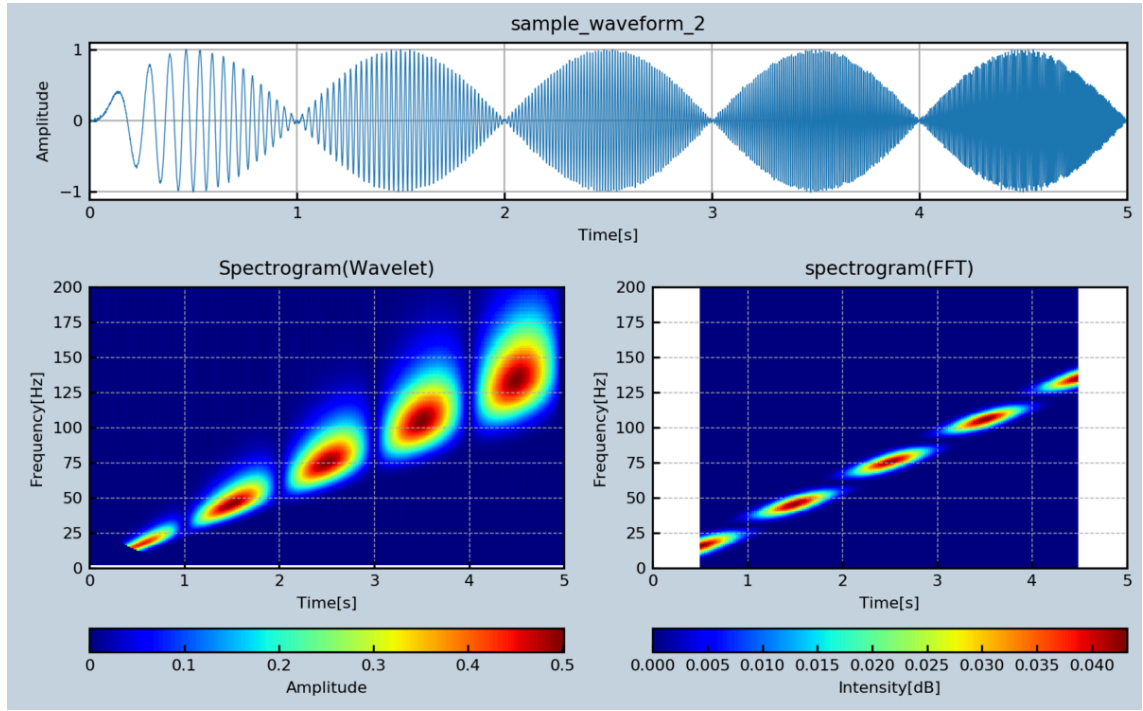 sample_waveform_2
Amplitude
1
0
−1
0 1 2 3 4 5
Time[s]
Spectrogram(Wavelet)
Frequency[Hz]
200
175
150
125
100
75
50
25
0
0 1 2 3 4 5
Time[s]
0 0.1 0.2 0.3 0.4 0.5
Amplitude
spectrogram(FFT)
Frequency[Hz]
200
175
150
125
100
75
50
25
0
0 1 2 3 4 5
Time[s]
0.000 0.005 0.010 0.015 0.020 0.025 0.030 0.035 0.040
Intensity[dB]